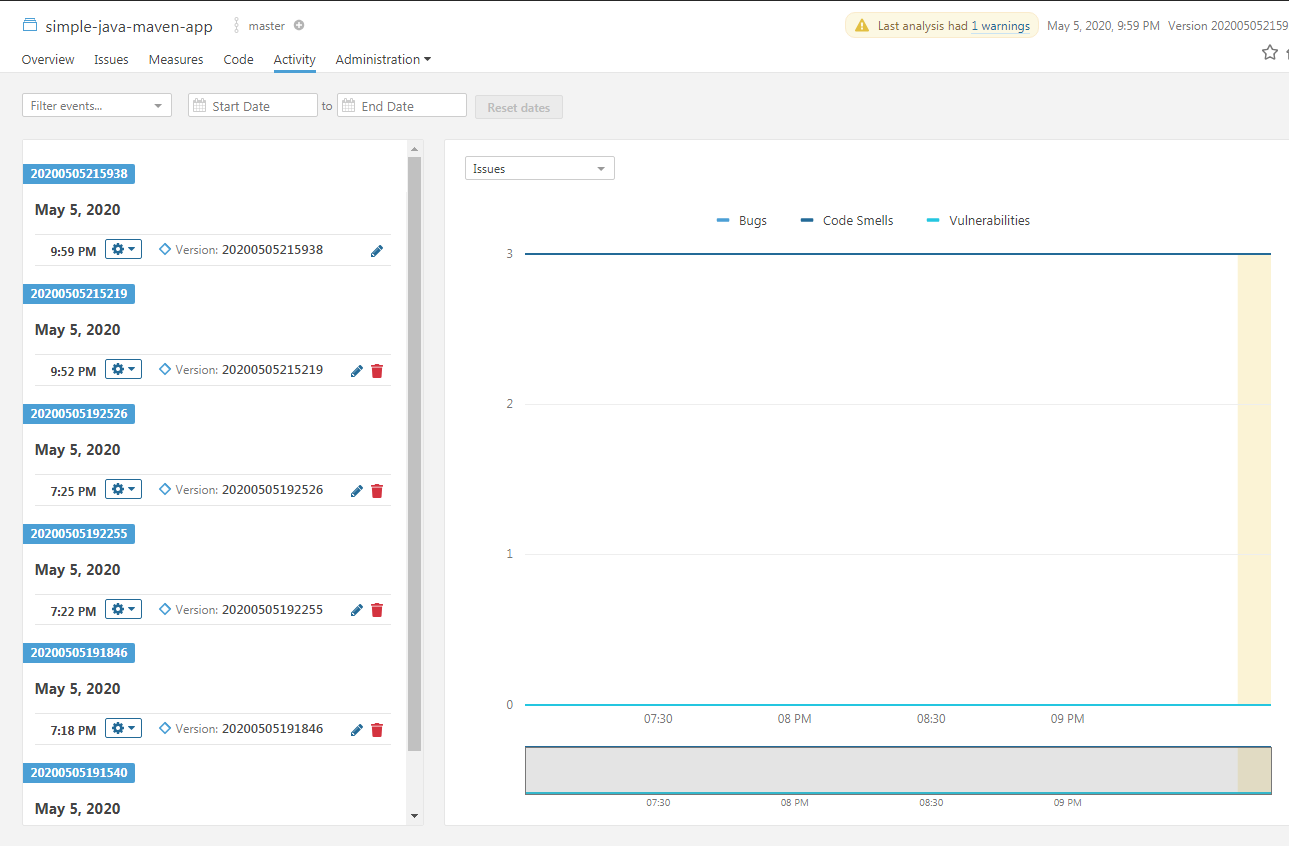 simple-java-maven-app master Last analysis had 1 warnings May 5, 2020, 9:59 PM Version 202005052159
Overview Issues Measures Code Activity Administration
Filter events... Start Date to End Date Reset dates
20200505215938
May 5, 2020
9:59 PM Version: 20200505215938
20200505215219
May 5, 2020
9:52 PM Version: 20200505215219
20200505192526
May 5, 2020
7:25 PM Version: 20200505192526
20200505192255
May 5, 2020
7:22 PM Version: 20200505192255
20200505191846
May 5, 2020
7:18 PM Version: 20200505191846
20200505191540
May 5, 2020
Issues
Bugs Code Smells Vulnerabilities
3
2
1
0
07:30 08 PM 08:30 09 PM
07:30 08 PM 08:30 09 PM